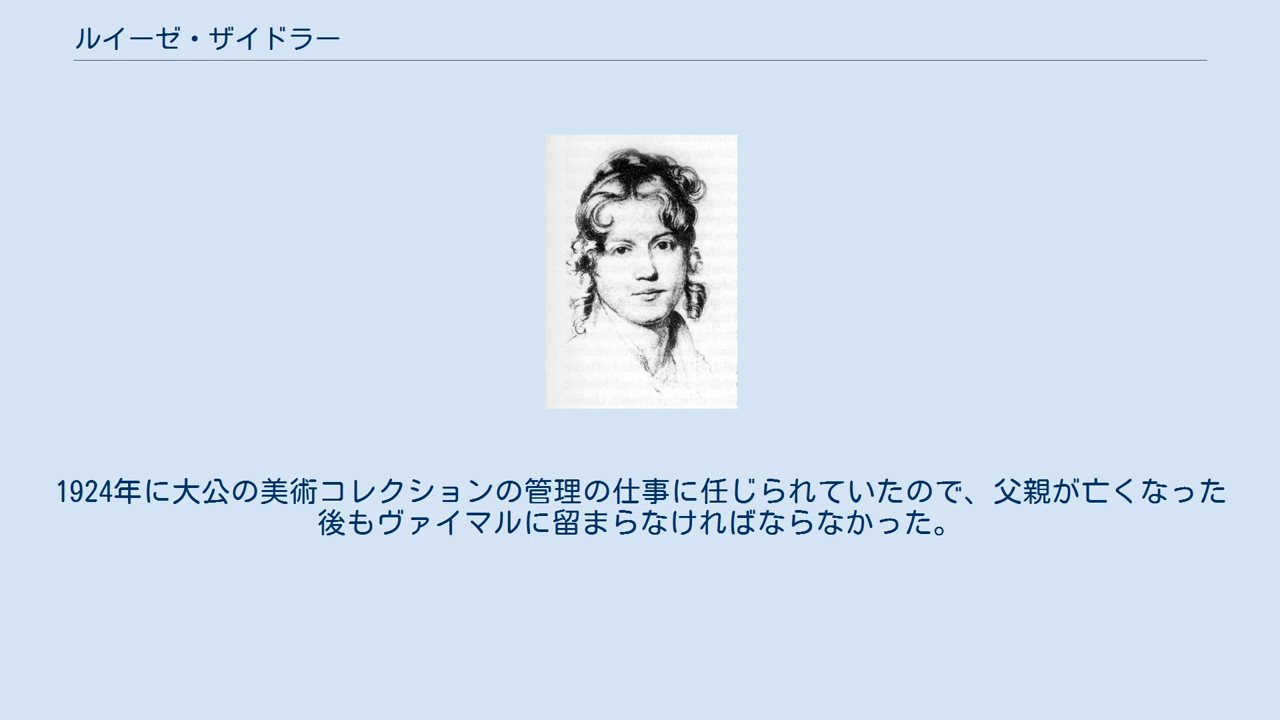 ルイーゼ・ザイドラー
1924年に大公の美術コレクションの管理の仕事に任じられていたので、父親が亡くなった
後もヴァイマルに留まらなければならなかった。